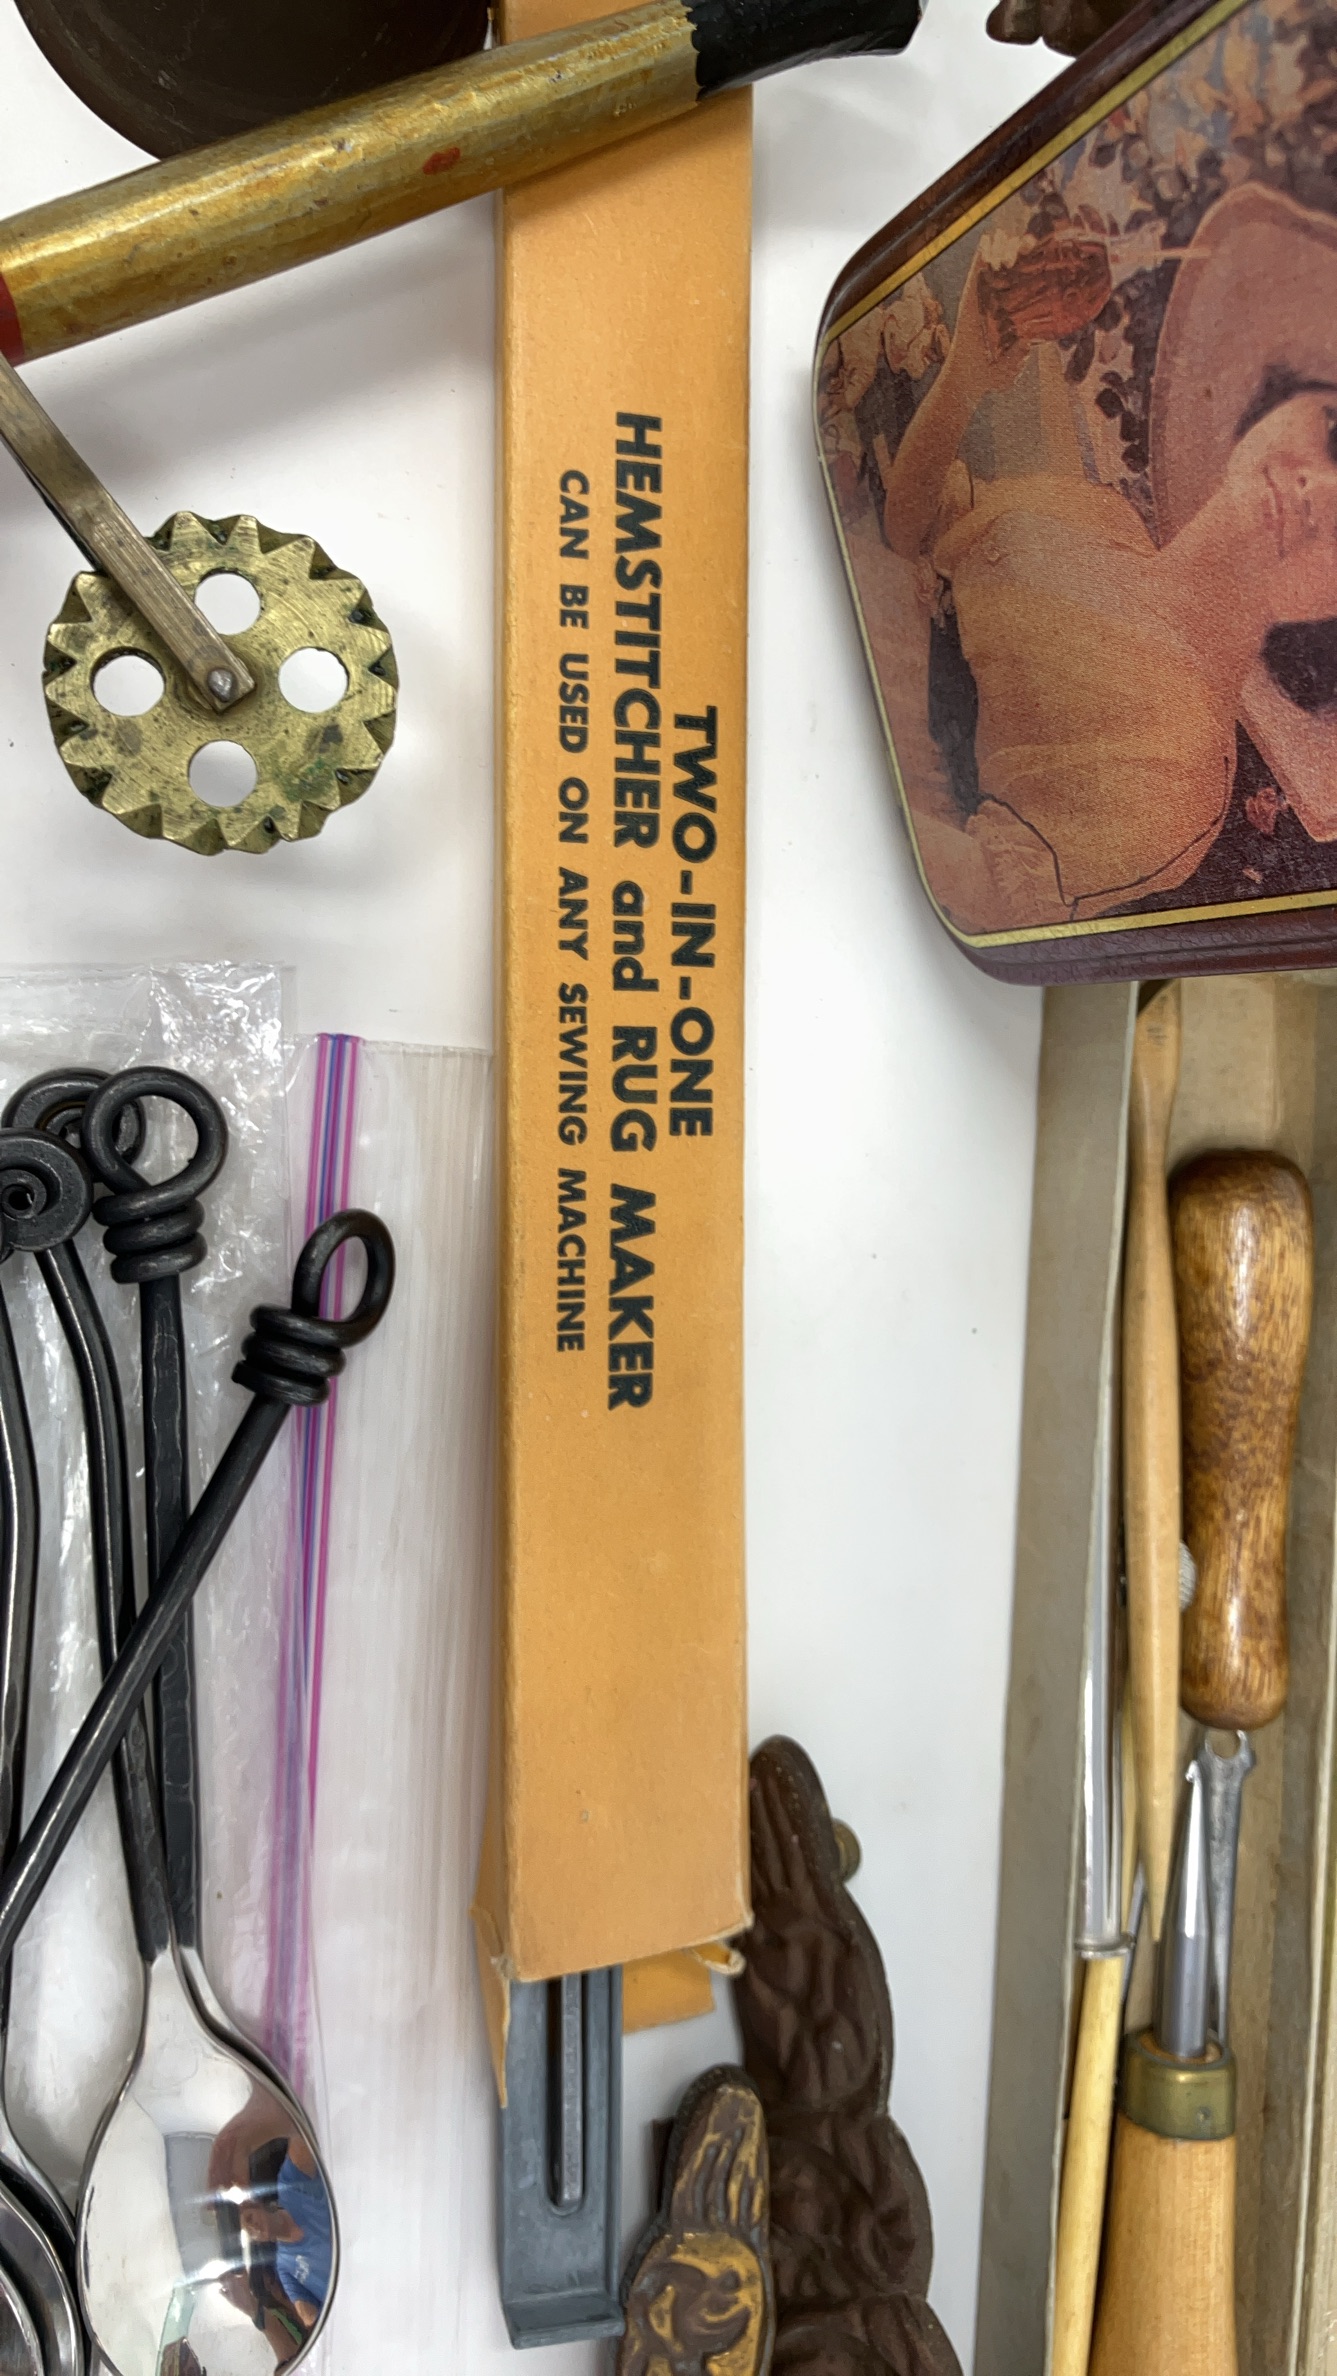 TWO-IN-ONE
HEMSTITCHER and RUG MAKER
CAN BE USED ON ANY SEWING MACHINE